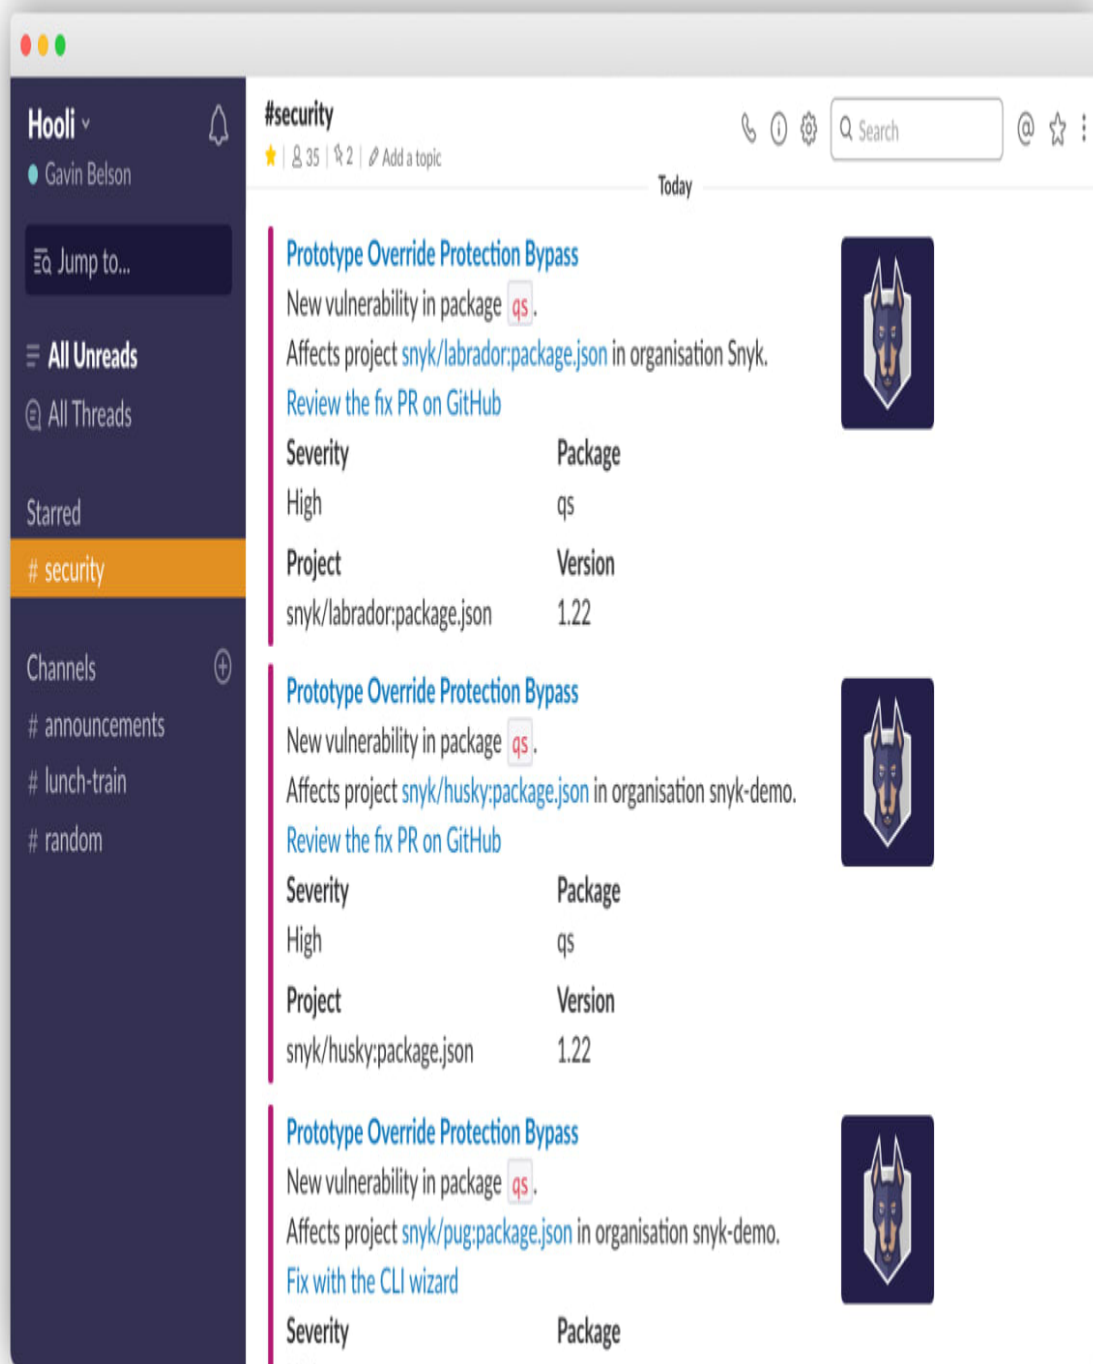 Hooli
Gavin Belson
Jump to...
All Unreads
All Threads
Starred
# security
Channels
# announcements
# lunch-train
# random
#security
35 | 2 | Add a topic
Search
Today
Prototype Override Protection Bypass
New vulnerability in package qs.
Affects project snyk/labrador:package.json in organisation Snyk.
Review the fix PR on GitHub
Severity Package
High qs
Project Version
snyk/labrador:package.json 1.22
Prototype Override Protection Bypass
New vulnerability in package qs.
Affects project snyk/husky:package.json in organisation snyk-demo.
Review the fix PR on GitHub
Severity Package
High qs
Project Version
snyk/husky:package.json 1.22
Prototype Override Protection Bypass
New vulnerability in package qs.
Affects project snyk/pug:package.json in organisation snyk-demo.
Fix with the CLI wizard
Severity Package